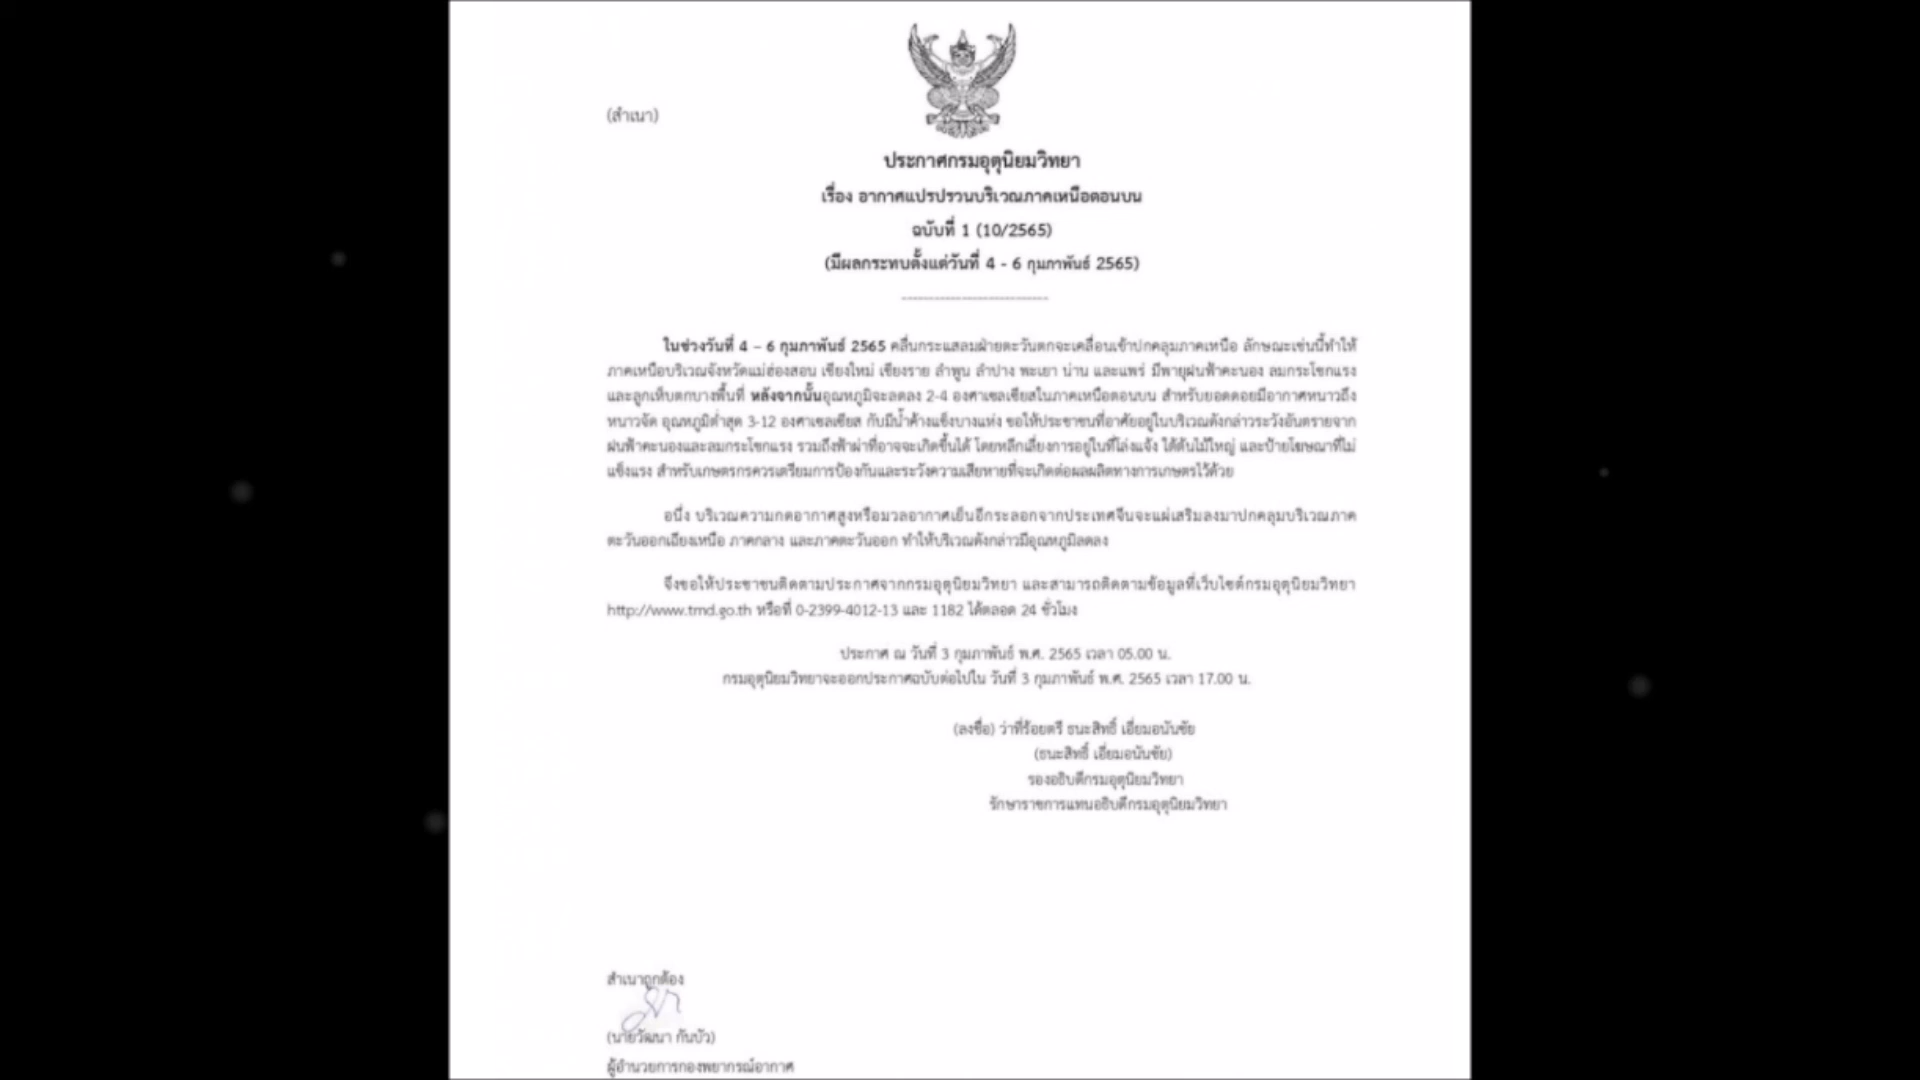 (สำเนา)
ประกาศกรมอุตุนิยมวิทยา
เรื่อง อากาศแปรปรวนบริเวณภาคเหนือตอนบน
ฉบับที่ 1 (10/2565)
(มีผลกระทบตั้งแต่วันที่ 4 - 6 กุมภาพันธ์ 2565)
----------------------------
ในช่วงวันที่ 4 – 6 กุมภาพันธ์ 2565 คลื่นกระแสลมฝ่ายตะวันตกจะเคลื่อนเข้าปกคลุมภาคเหนือ ลักษณะเช่นนี้ทำให้
ภาคเหนือบริเวณจังหวัดแม่ฮ่องสอน เชียงใหม่ เชียงราย ลำพูน ลำปาง พะเยา น่าน และแพร่ มีพายุฝนฟ้าคะนอง ลมกระโชกแรง
และลูกเห็บตกบางพื้นที่ หลังจากนั้นอุณหภูมิจะลดลง 2-4 องศาเซลเซียสในภาคเหนือตอนบน สำหรับยอดดอยมีอากาศหนาวถึง
หนาวจัด อุณหภูมิต่ำสุด 3-12 องศาเซลเซียส กับมีน้ำค้างแข็งบางแห่ง ขอให้ประชาชนที่อาศัยอยู่ในบริเวณดังกล่าวระวังอันตรายจาก
ฝนฟ้าคะนองและลมกระโชกแรง รวมถึงฟ้าผ่าที่อาจจะเกิดขึ้นได้ โดยหลีกเลี่ยงการอยู่ในที่โล่งแจ้ง ใต้ต้นไม้ใหญ่ และป้ายโฆษณาที่ไม่
แข็งแรง สำหรับเกษตรกรควรเตรียมการป้องกันและระวังความเสียหายที่จะเกิดต่อผลผลิตทางการเกษตรไว้ด้วย
อนึ่ง บริเวณความกดอากาศสูงหรือมวลอากาศเย็นอีกระลอกจากประเทศจีนจะแผ่เสริมลงมาปกคลุมบริเวณภาค
ตะวันออกเฉียงเหนือ ภาคกลาง และภาคตะวันออก ทำให้บริเวณดังกล่าวมีอุณหภูมิลดลง
จึงขอให้ประชาชนติดตามประกาศจากกรมอุตุนิยมวิทยา และสามารถติดตามข้อมูลที่เว็บไซต์กรมอุตุนิยมวิทยา
http://www.tmd.go.th หรือที่ 0-2399-4012-13 และ 1182 ได้ตลอด 24 ชั่วโมง
ประกาศ ณ วันที่ 3 กุมภาพันธ์ พ.ศ. 2565 เวลา 05.00 น.
กรมอุตุนิยมวิทยาจะออกประกาศฉบับต่อไปใน วันที่ 3 กุมภาพันธ์ พ.ศ. 2565 เวลา 17.00 น.
(ลงชื่อ) ว่าที่ร้อยตรี ธนะสิทธิ์ เอี่ยมอนันชัย
(ธนะสิทธิ์ เอี่ยมอนันชัย)
รองอธิบดีกรมอุตุนิยมวิทยา
รักษาราชการแทนอธิบดีกรมอุตุนิยมวิทยา
สำเนาถูกต้อง
(นายวัฒนา กันบัว)
ผู้อำนวยการกองพยากรณ์อากาศ